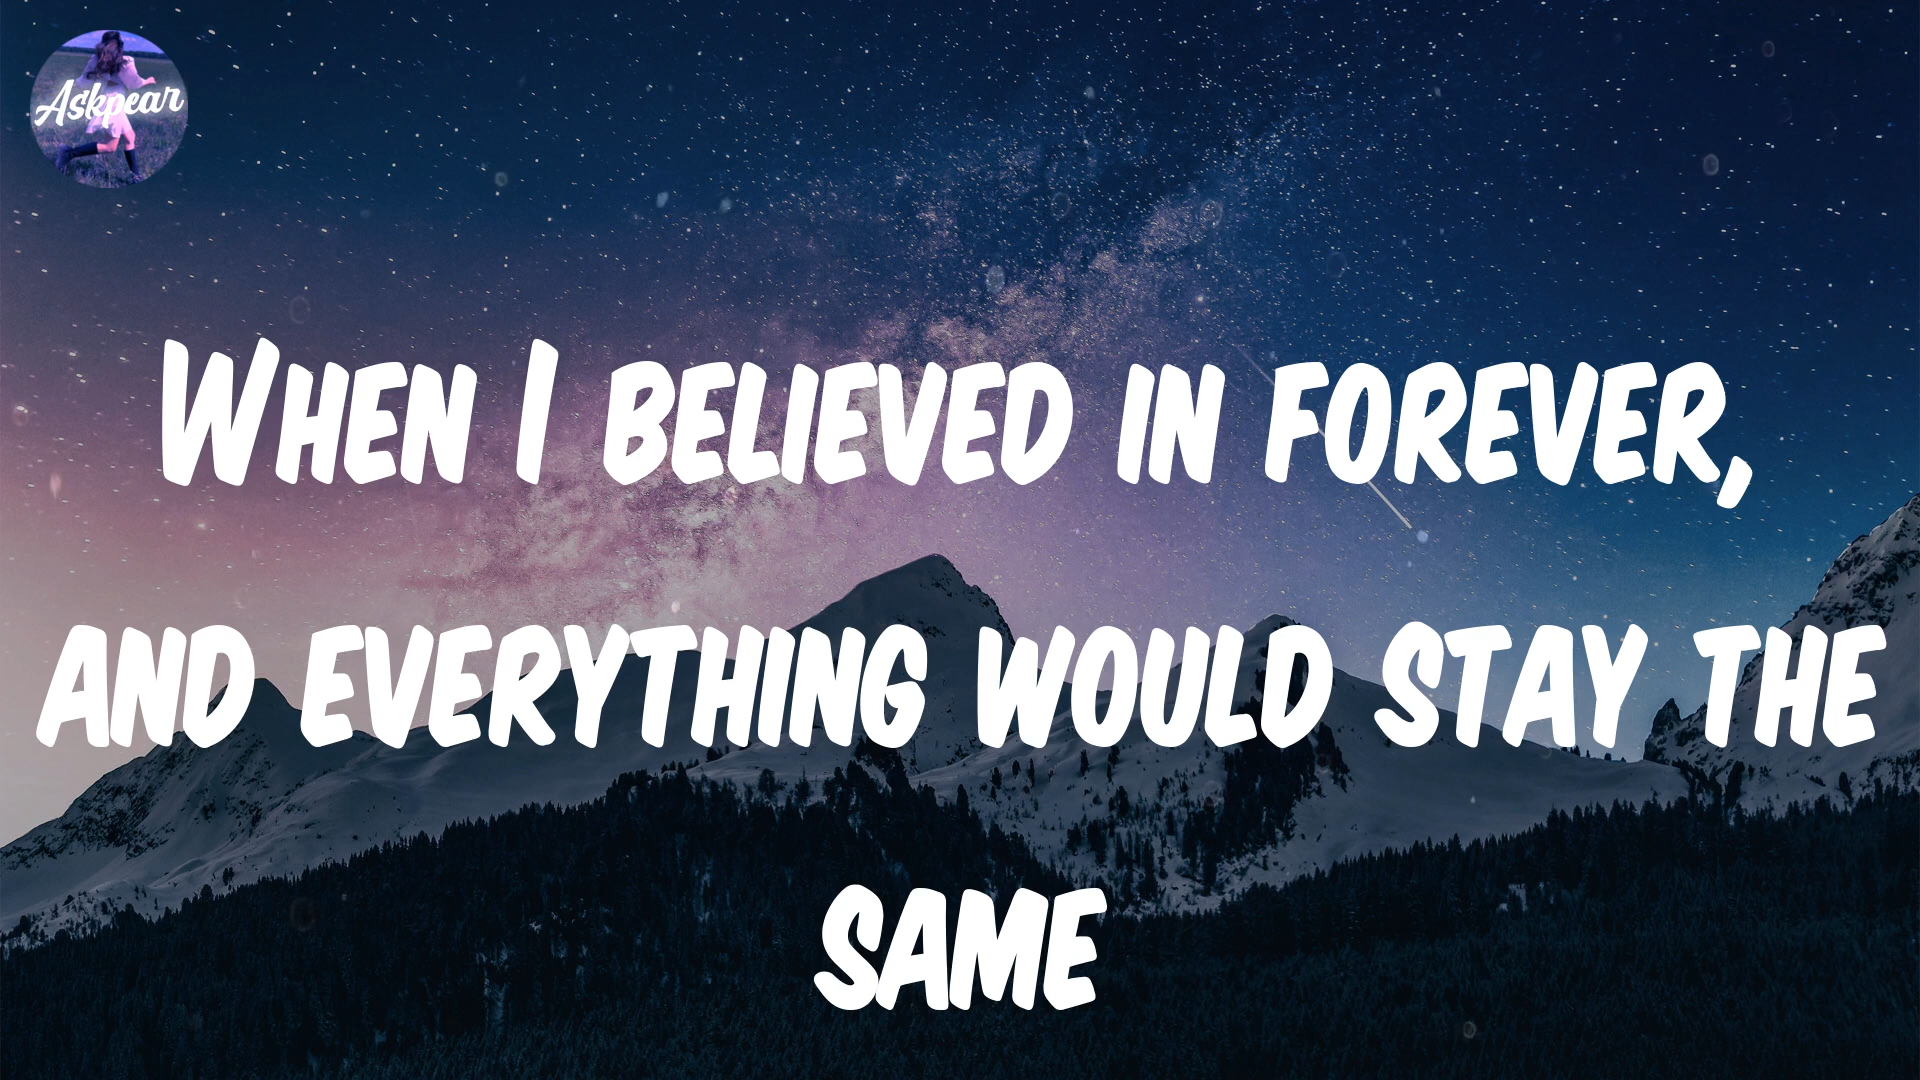 Askpear
When I believed in forever,
and everything would stay the
same